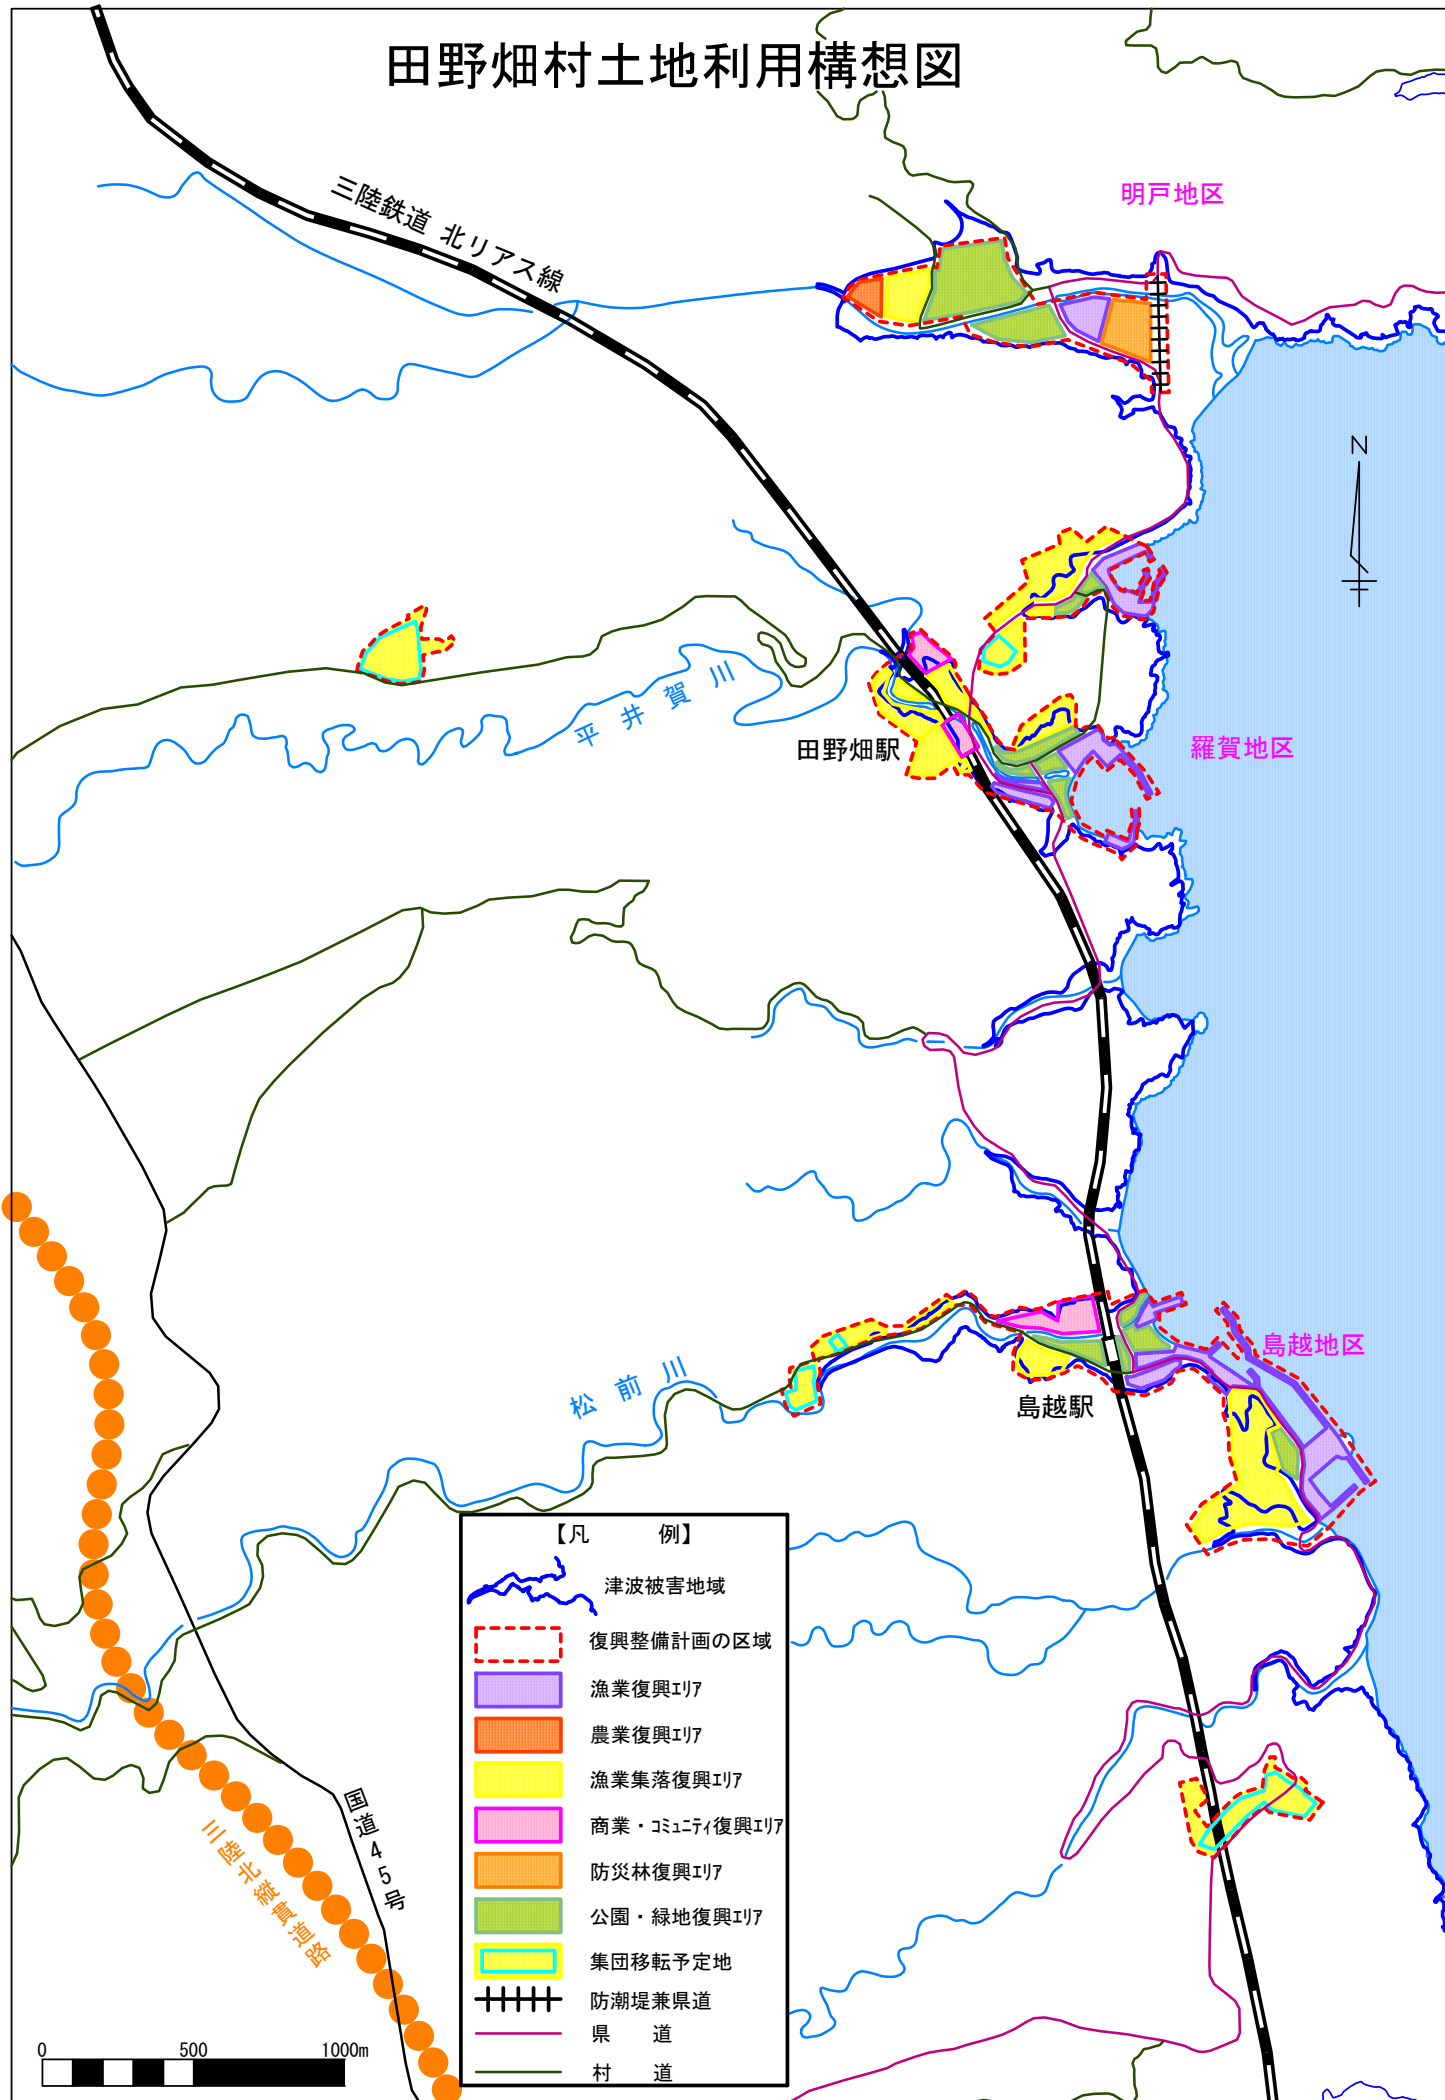 田野畑村土地利用構想図
三陸鉄道 北リアス線
明戸地区
N
平井賀川
田野畑駅
羅賀地区
島越地区
松前川
島越駅
国道45号
三陸北縦貫道路
【凡　例】
津波被害地域
復興整備計画の区域
漁業復興ｴﾘｱ
農業復興ｴﾘｱ
漁業集落復興ｴﾘｱ
商業・ｺﾐｭﾆﾃｨ復興ｴﾘｱ
防災林復興ｴﾘｱ
公園・緑地復興ｴﾘｱ
集団移転予定地
防潮堤兼県道
県　道
村　道
0 500 1000m